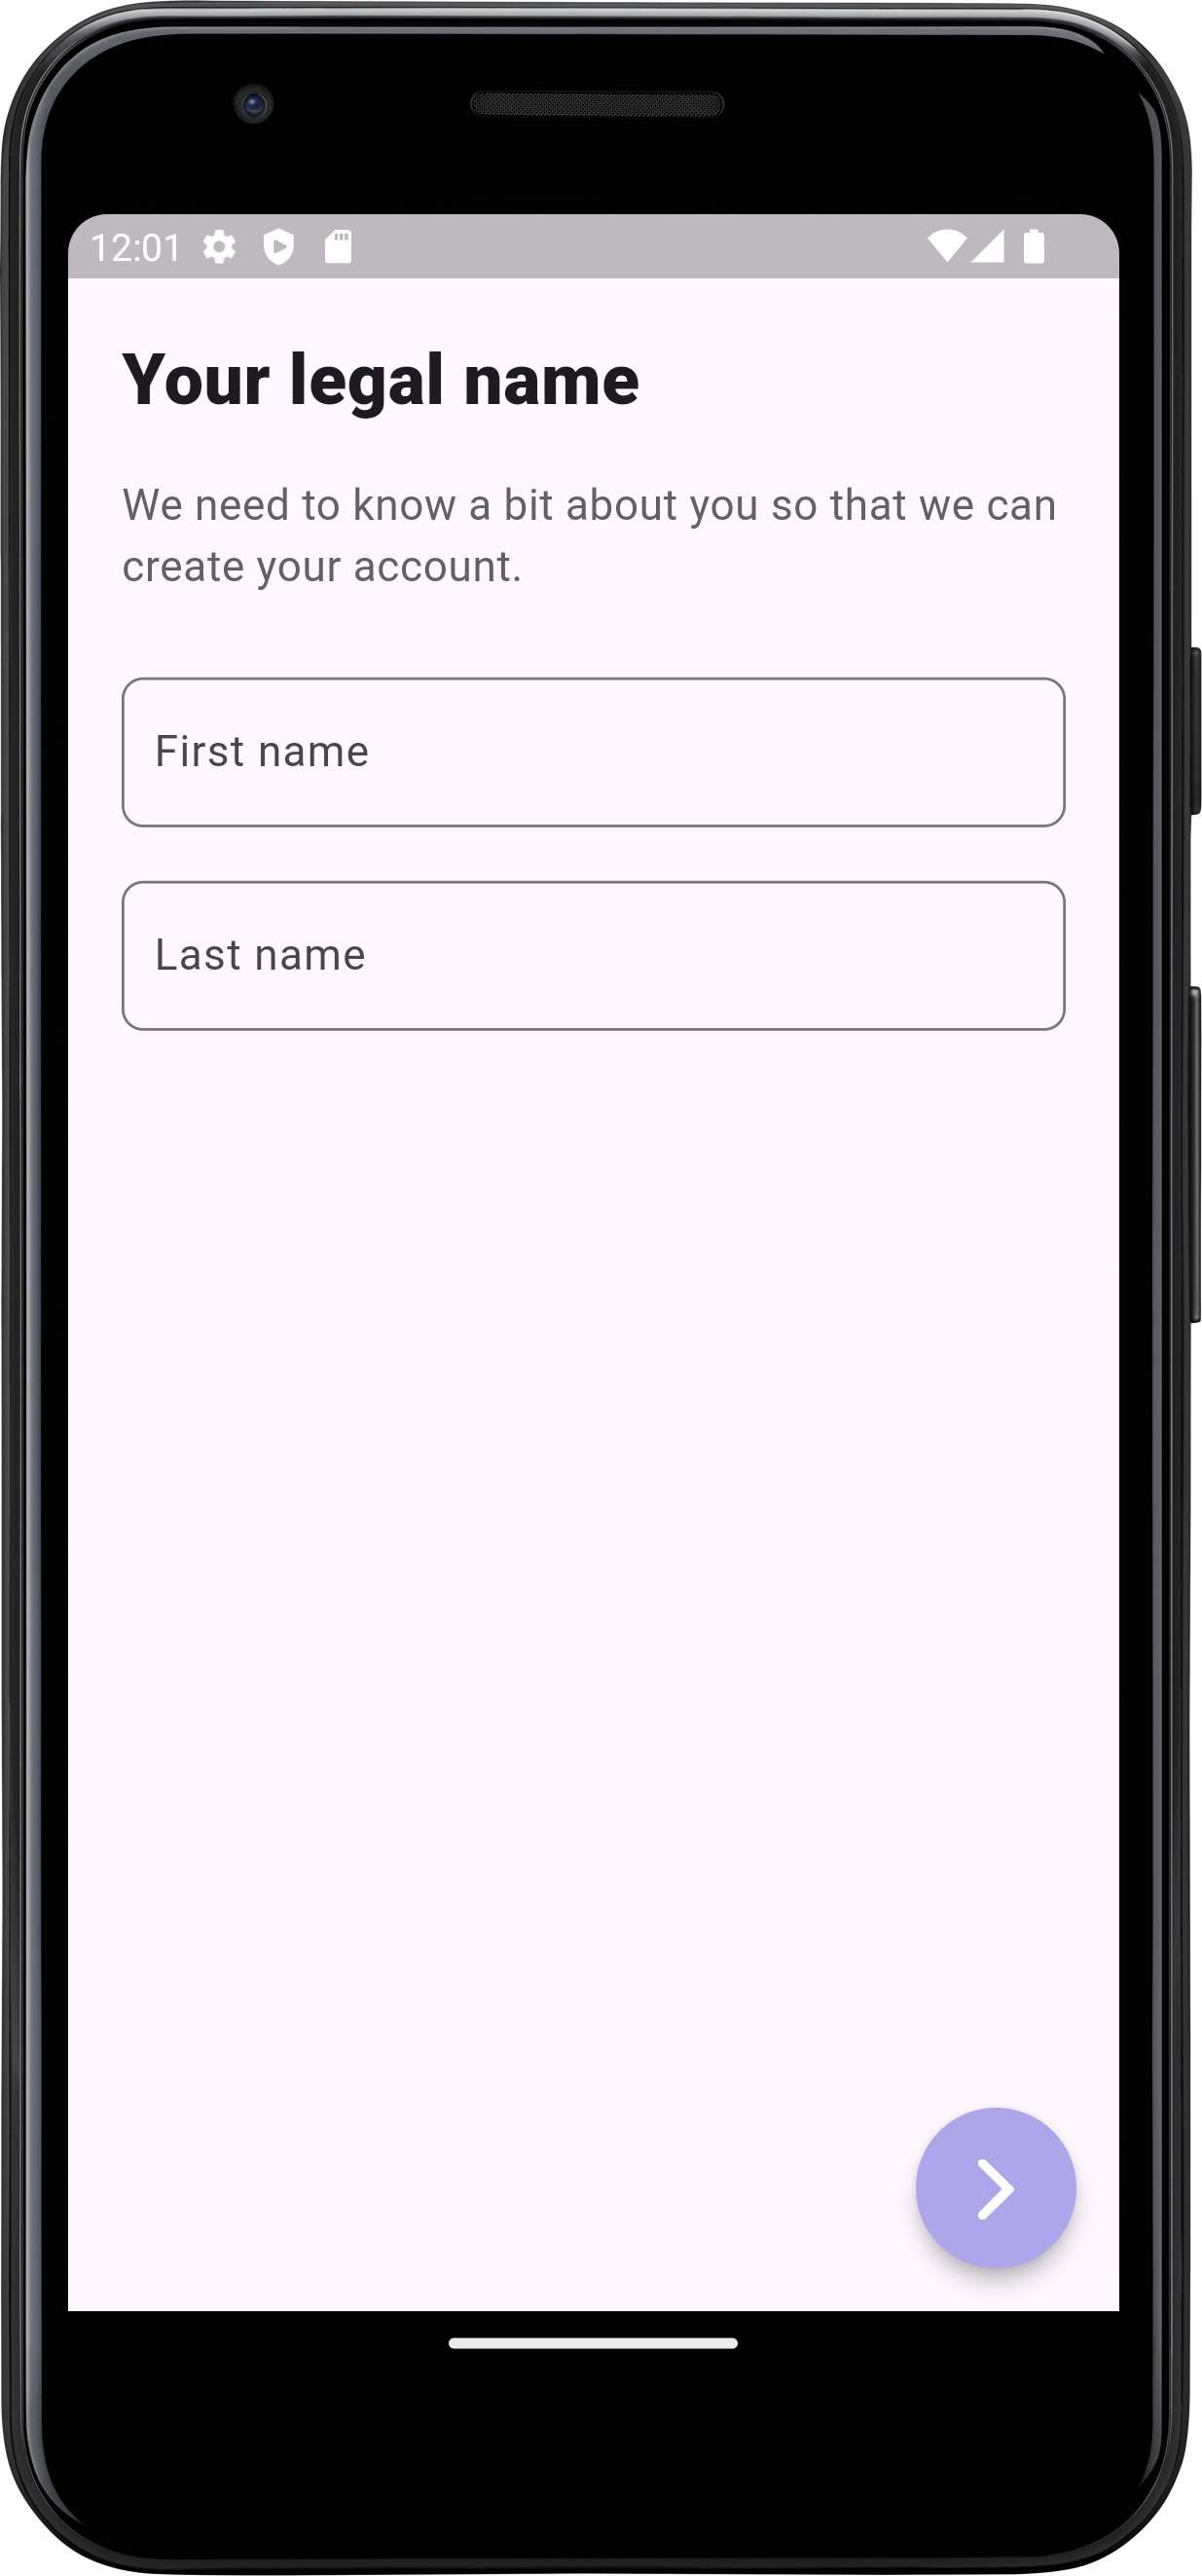 12:01
Your legal name
We need to know a bit about you so that we can
create your account.
First name
Last name